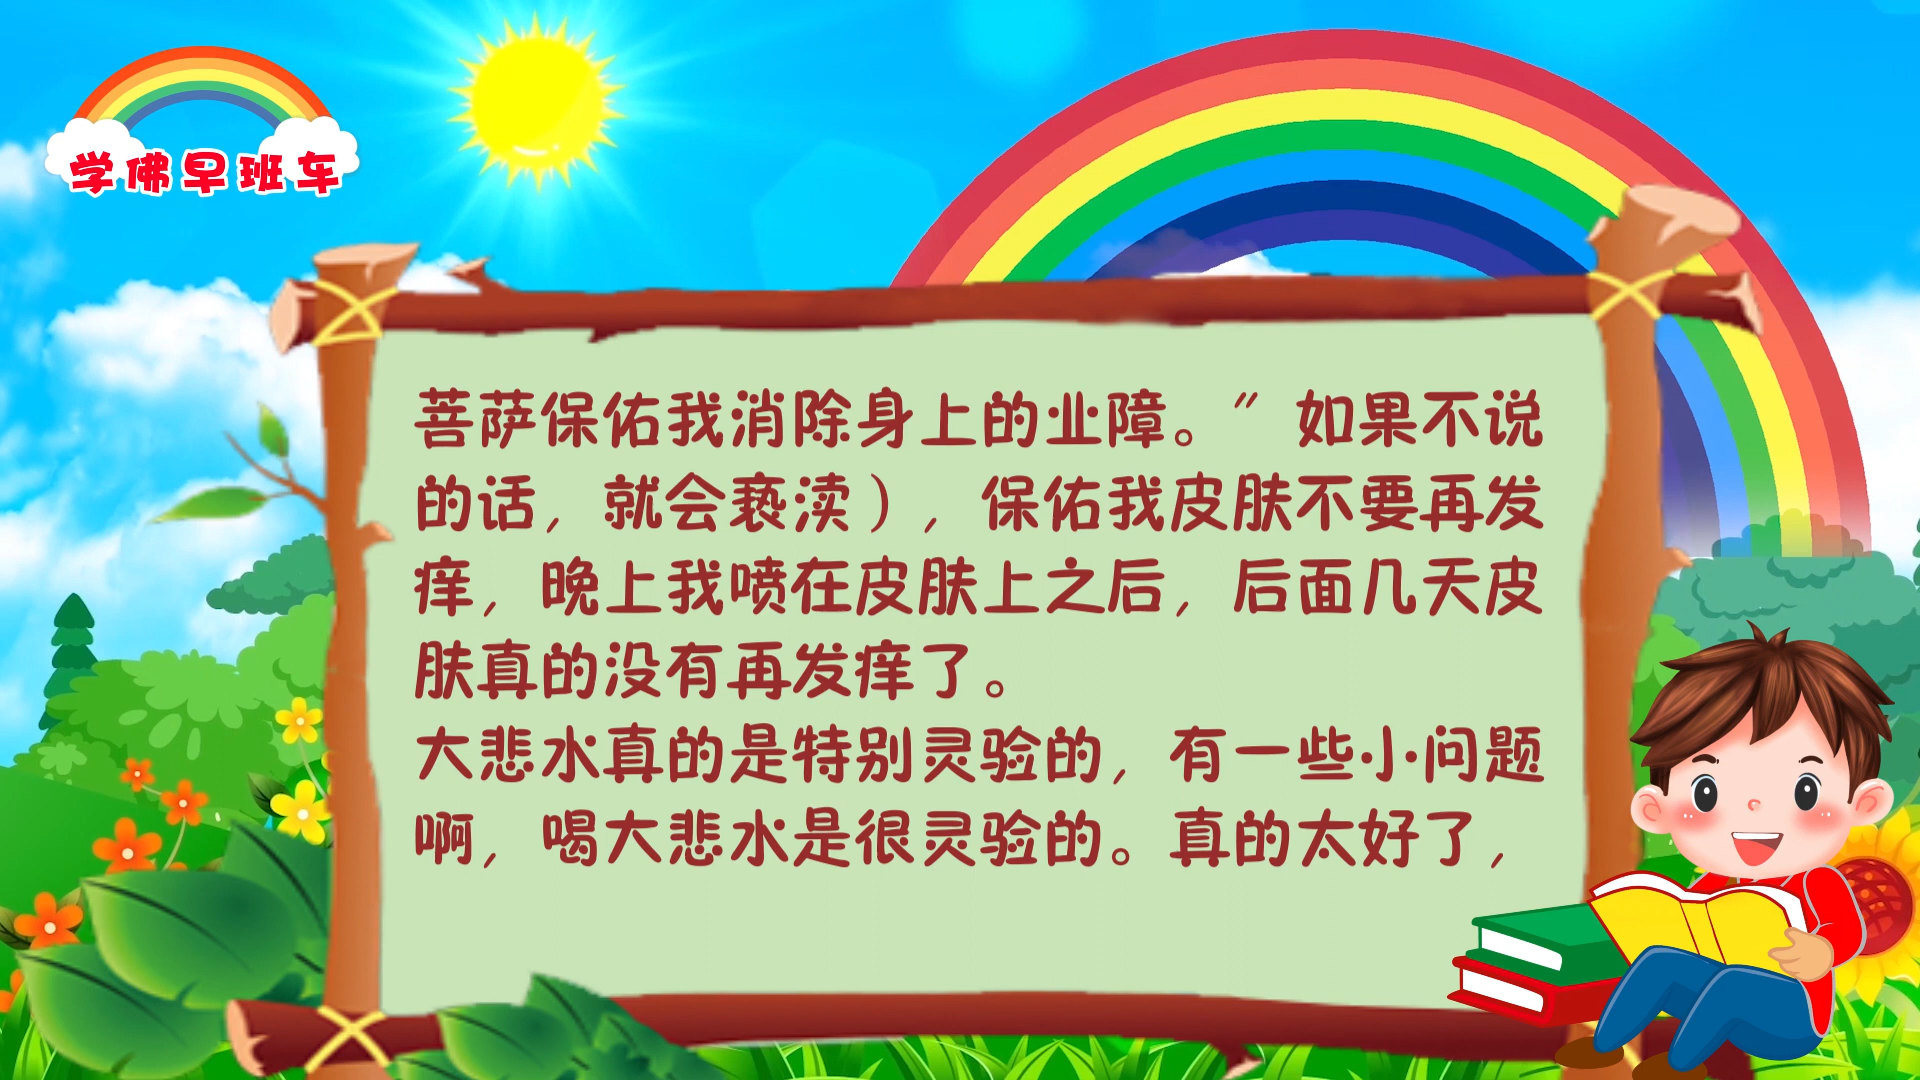 学佛早班车
菩萨保佑我消除身上的业障。”如果不说
的话，就会亵渎），保佑我皮肤不要再发
痒，晚上我喷在皮肤上之后，后面几天皮
肤真的没有再发痒了。
大悲水真的是特别灵验的，有一些小问题
啊，喝大悲水是很灵验的。真的太好了，